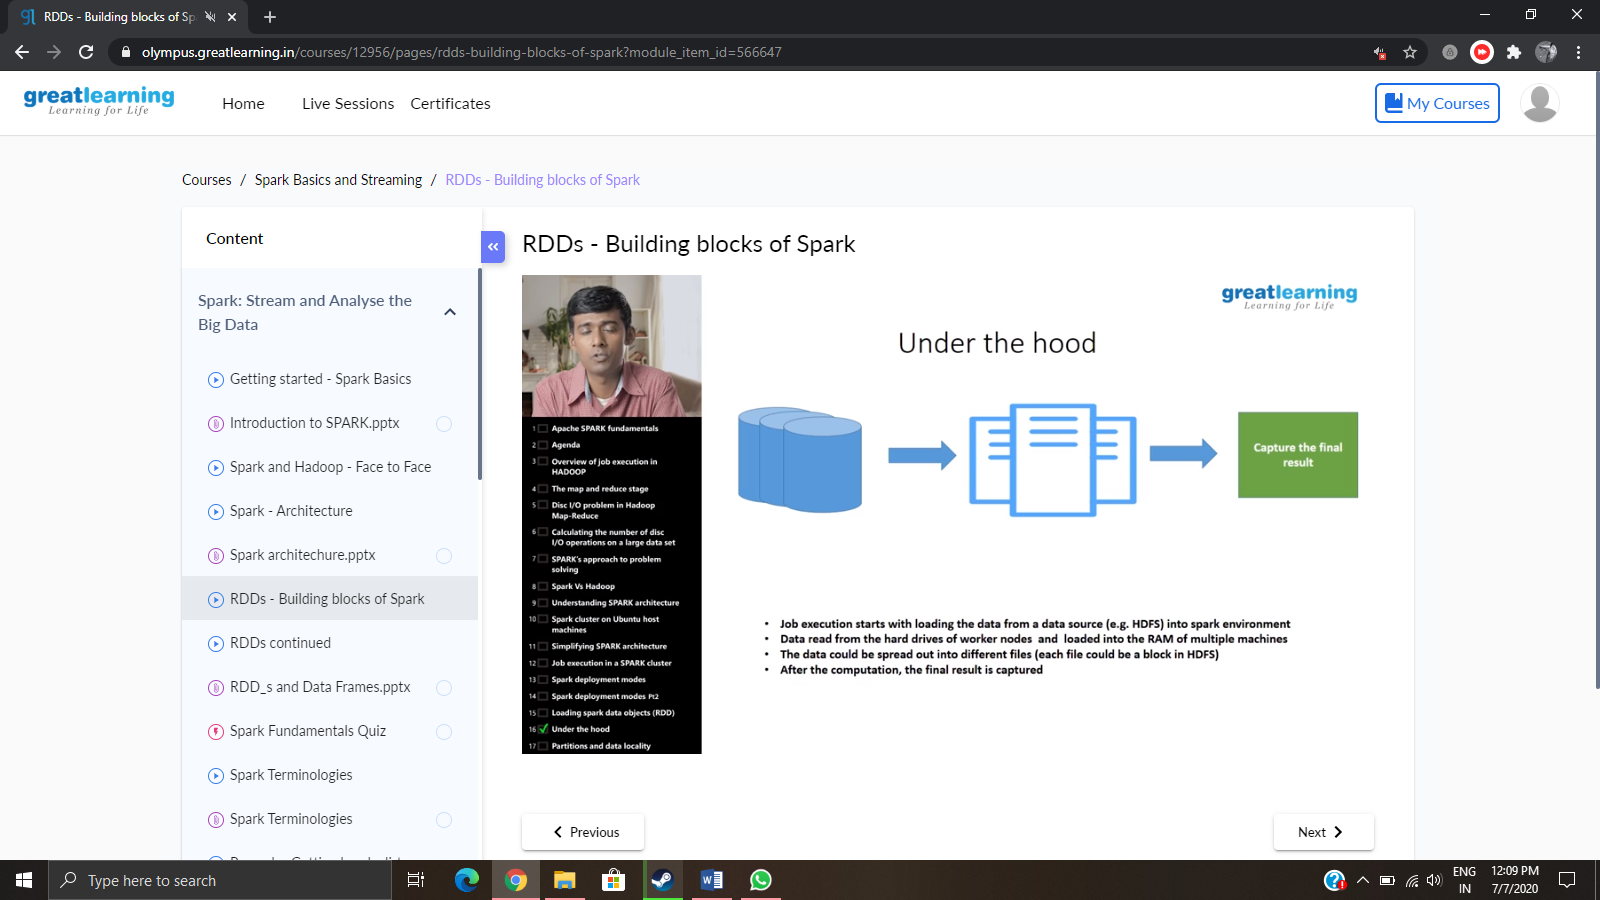 RDDs - Building blocks of Sp
olympus.greatlearning.in/courses/12956/pages/rdds-building-blocks-of-spark?module_item_id=566647
greatlearning
Learning for Life
Home
Live Sessions
Certificates
My Courses
Courses / Spark Basics and Streaming / RDDs - Building blocks of Spark
Content
Spark: Stream and Analyse the
Big Data
Getting started - Spark Basics
Introduction to SPARK.pptx
Spark and Hadoop - Face to Face
Spark - Architecture
Spark architechure.pptx
RDDs - Building blocks of Spark
RDDs continued
RDD_s and Data Frames.pptx
Spark Fundamentals Quiz
Spark Terminologies
Spark Terminologies
RDDs - Building blocks of Spark
1 Apache SPARK fundamentals
2 Agenda
3 Overview of job execution in
HADOOP
4 The map and reduce stage
5 Disc I/O problem in Hadoop
Map-Reduce
6 Calculating the number of disc
I/O operations on a large data set
7 SPARK's approach to problem
solving
8 Spark Vs Hadoop
9 Understanding SPARK architecture
10 Spark cluster on Ubuntu host
machines
11 Simplifying SPARK architecture
12 Job execution in a SPARK cluster
13 Spark deployment modes
14 Spark deployment modes Pt2
15 Loading spark data objects (RDD)
16 Under the hood
17 Partitions and data locality
greatlearning
Learning for Life
Under the hood
Capture the final
result
• Job execution starts with loading the data from a data source (e.g. HDFS) into spark environment
• Data read from the hard drives of worker nodes and loaded into the RAM of multiple machines
• The data could be spread out into different files (each file could be a block in HDFS)
• After the computation, the final result is captured
Previous
Next
Type here to search
ENG
IN
12:09 PM
7/7/2020